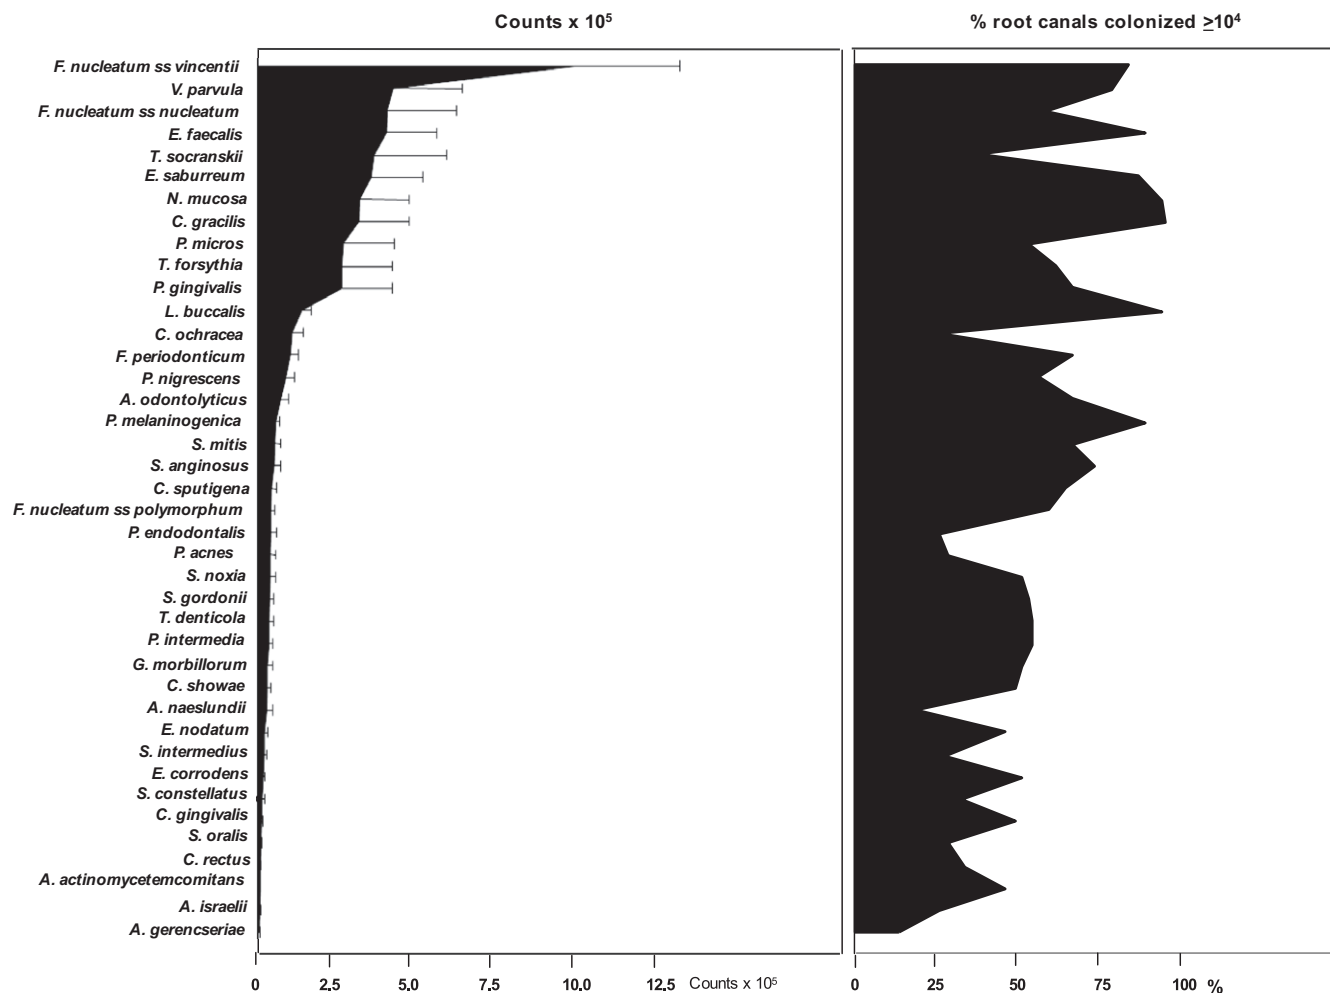 Counts x 10⁵
% root canals colonized ≥10⁴
F. nucleatum ss vincentii
V. parvula
F. nucleatum ss nucleatum
E. faecalis
T. socranskii
E. saburreum
N. mucosa
C. gracilis
P. micros
T. forsythia
P. gingivalis
L. buccalis
C. ochracea
F. periodonticum
P. nigrescens
A. odontolyticus
P. melaninogenica
S. mitis
S. anginosus
C. sputigena
F. nucleatum ss polymorphum
P. endodontalis
P. acnes
S. noxia
S. gordonii
T. denticola
P. intermedia
G. morbillorum
C. showae
A. naeslundii
E. nodatum
S. intermedius
E. corrodens
S. constellatus
C. gingivalis
S. oralis
C. rectus
A. actinomycetemcomitans
A. israelii
A. gerencseriae
0 2.5 5.0 7.5 10.0 12.5 Counts x 10⁵
0 25 50 75 100 %